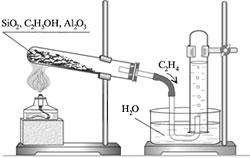 SiO₂, C₂H₅OH, Al₂O₃
C₂H₄
H₂O